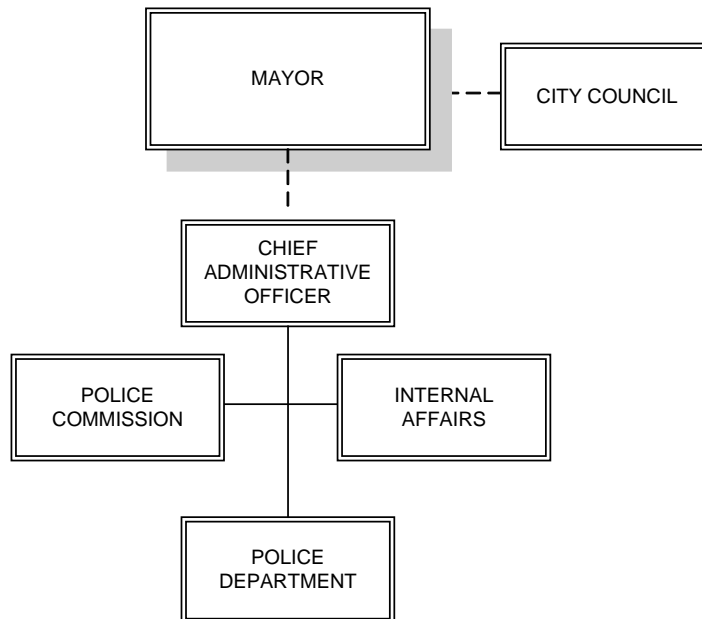 MAYOR
CITY COUNCIL
CHIEF
ADMINISTRATIVE
OFFICER
POLICE
COMMISSION
INTERNAL
AFFAIRS
POLICE
DEPARTMENT